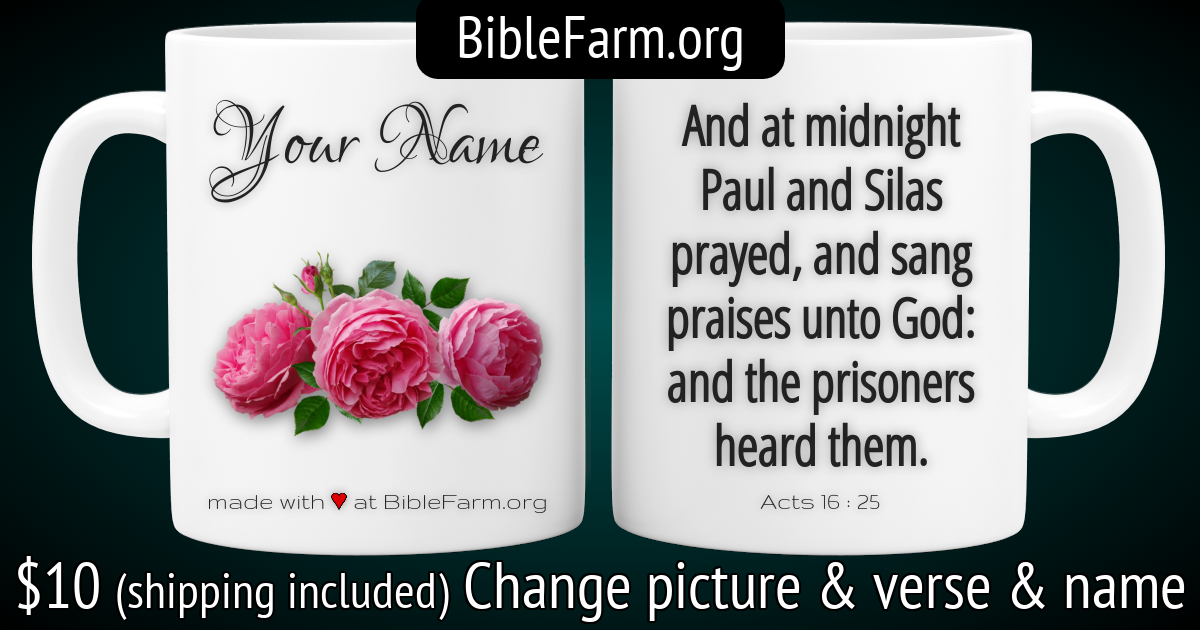 BibleFarm.org
Your Name
made with ♥ at BibleFarm.org
And at midnight
Paul and Silas
prayed, and sang
praises unto God:
and the prisoners
heard them.
Acts 16 : 25
$10 (shipping included) Change picture & verse & name